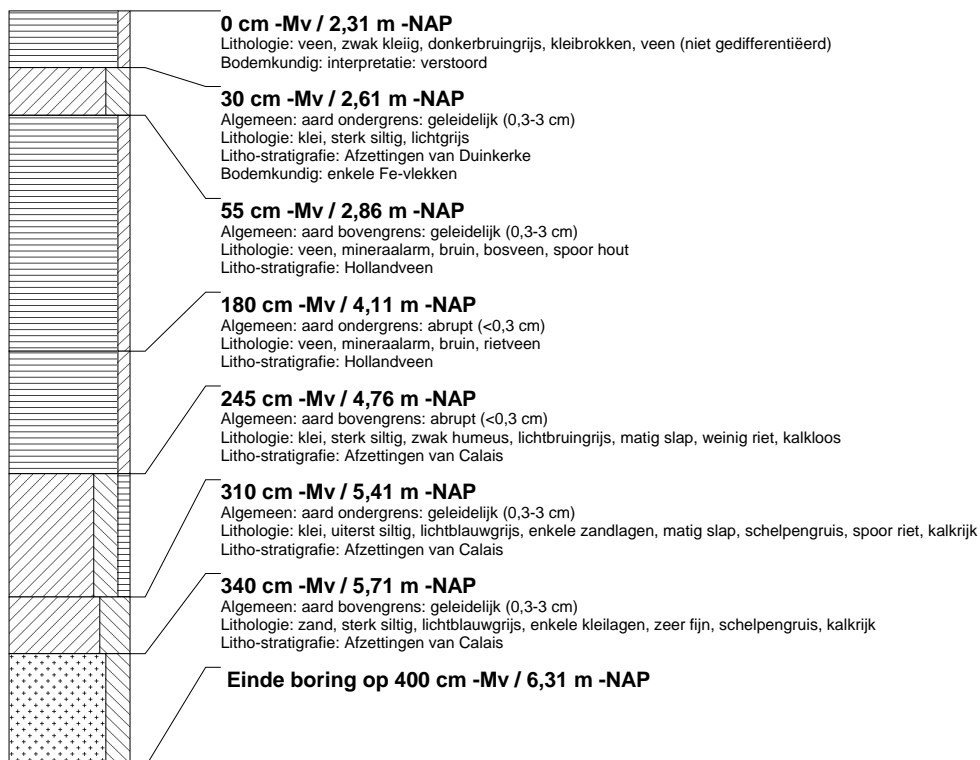 0 cm -Mv / 2,31 m -NAP
Lithologie: veen, zwak kleiig, donkerbruingrijs, kleibrokken, veen (niet gedifferentiëerd)
Bodemkundig: interpretatie: verstoord
30 cm -Mv / 2,61 m -NAP
Algemeen: aard ondergrens: geleidelijk (0,3-3 cm)
Lithologie: klei, sterk siltig, lichtgrijs
Litho-stratigrafie: Afzettingen van Duinkerke
Bodemkundig: enkele Fe-vlekken
55 cm -Mv / 2,86 m -NAP
Algemeen: aard bovengrens: geleidelijk (0,3-3 cm)
Lithologie: veen, mineraalarm, bruin, bosveen, spoor hout
Litho-stratigrafie: Hollandveen
180 cm -Mv / 4,11 m -NAP
Algemeen: aard ondergrens: abrupt (<0,3 cm)
Lithologie: veen, mineraalarm, bruin, rietveen
Litho-stratigrafie: Hollandveen
245 cm -Mv / 4,76 m -NAP
Algemeen: aard bovengrens: abrupt (<0,3 cm)
Lithologie: klei, sterk siltig, zwak humeus, lichtbruingrijs, matig slap, weinig riet, kalkloos
Litho-stratigrafie: Afzettingen van Calais
310 cm -Mv / 5,41 m -NAP
Algemeen: aard ondergrens: geleidelijk (0,3-3 cm)
Lithologie: klei, uiterst siltig, lichtblauwgrijs, enkele zandlagen, matig slap, schelpengruis, spoor riet, kalkrijk
Litho-stratigrafie: Afzettingen van Calais
340 cm -Mv / 5,71 m -NAP
Algemeen: aard bovengrens: geleidelijk (0,3-3 cm)
Lithologie: zand, sterk siltig, lichtblauwgrijs, enkele kleilagen, zeer fijn, schelpengruis, kalkrijk
Litho-stratigrafie: Afzettingen van Calais
Einde boring op 400 cm -Mv / 6,31 m -NAP